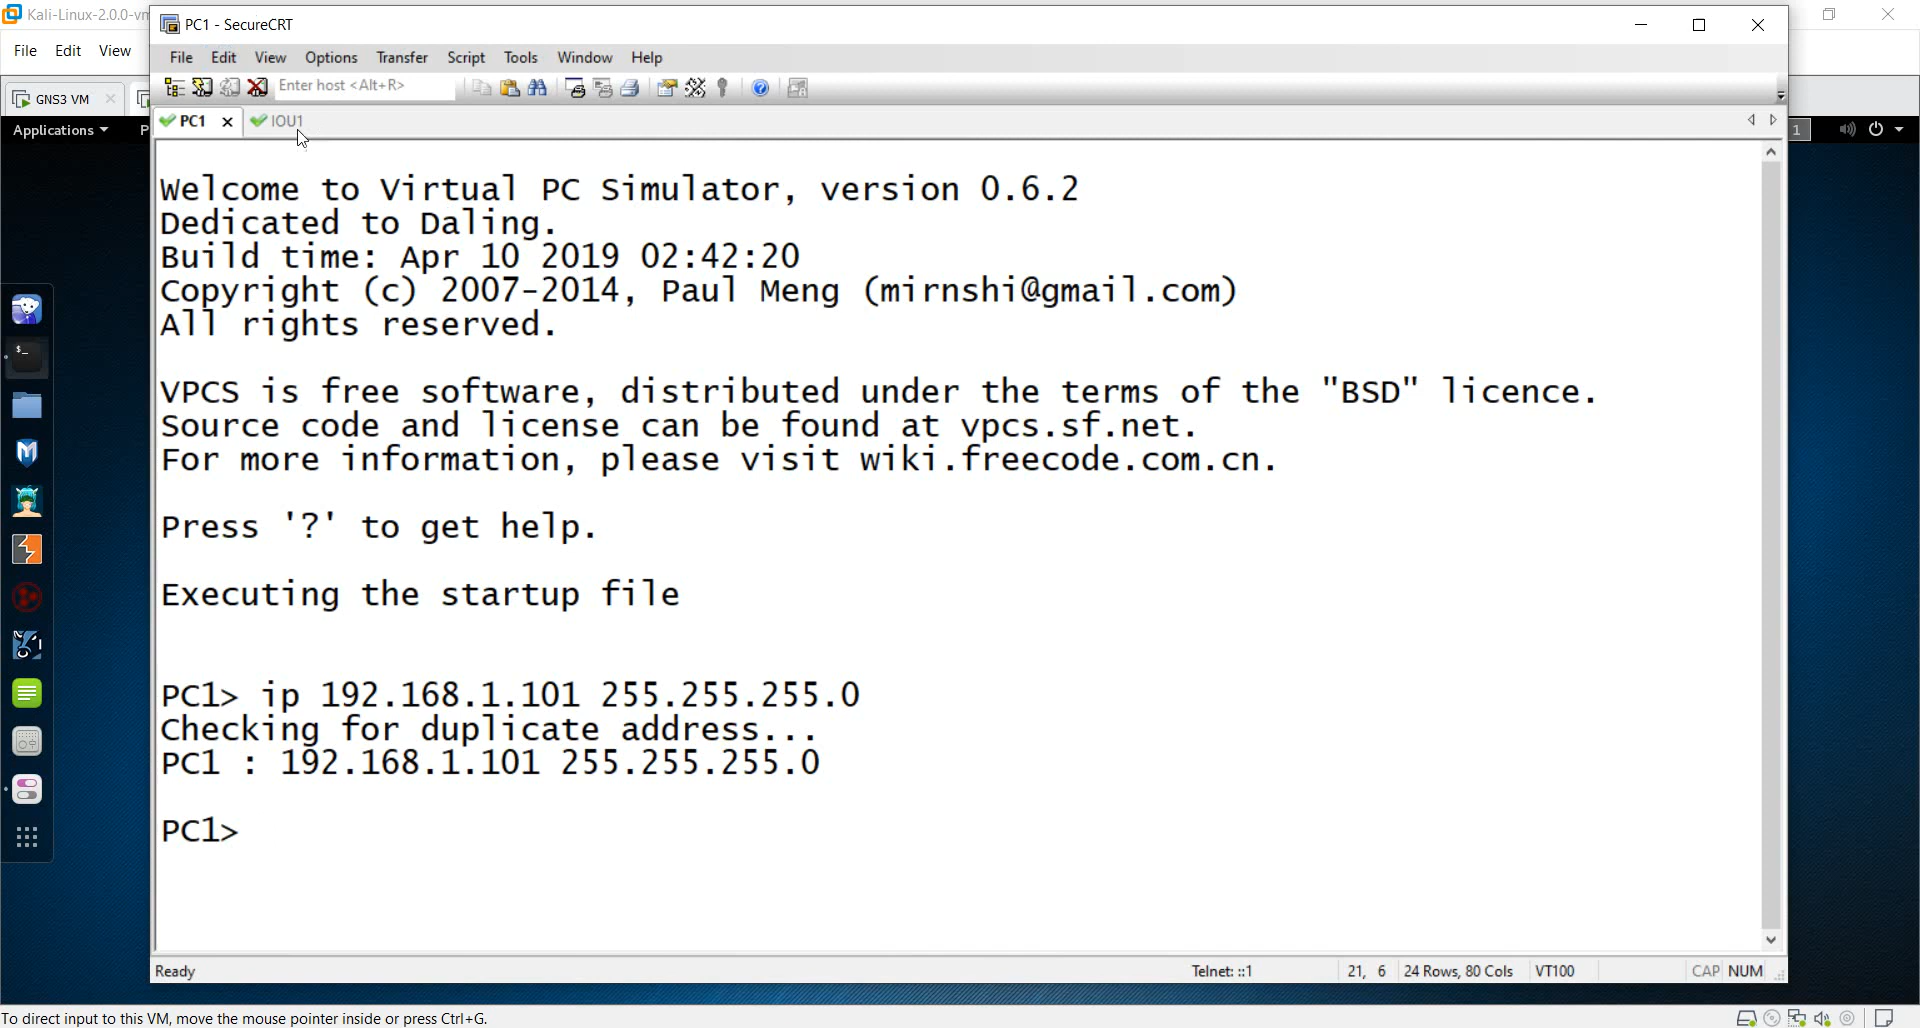 Kali-Linux-2.0.0-vm
PC1 - SecureCRT
File Edit View
File Edit View Options Transfer Script Tools Window Help
Enter host <Alt+R>
GNS3 VM
PC1 IOU1
Applications
1
Welcome to Virtual PC Simulator, version 0.6.2
Dedicated to Daling.
Build time: Apr 10 2019 02:42:20
Copyright (c) 2007-2014, Paul Meng (mirnshi@gmail.com)
All rights reserved.
VPCS is free software, distributed under the terms of the "BSD" licence.
Source code and license can be found at vpcs.sf.net.
For more information, please visit wiki.freecode.com.cn.
Press '?' to get help.
Executing the startup file
PC1> ip 192.168.1.101 255.255.255.0
Checking for duplicate address...
PC1 : 192.168.1.101 255.255.255.0
PC1>
Ready Telnet: ::1 21, 6 24 Rows, 80 Cols VT100 CAP NUM
To direct input to this VM, move the mouse pointer inside or press Ctrl+G.